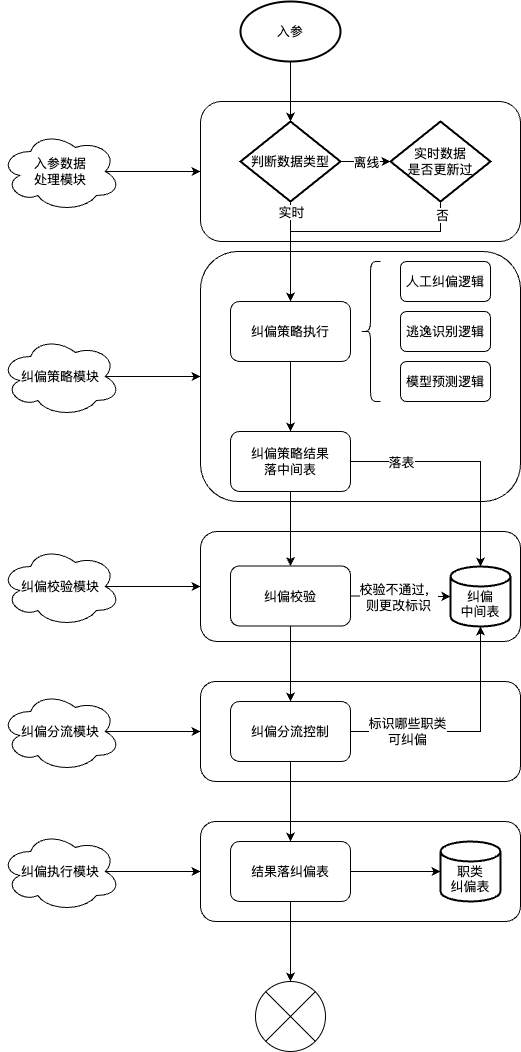 入参
入参数据
处理模块
判断数据类型
离线
实时数据
是否更新过
实时
否
纠偏策略模块
纠偏策略执行
人工纠偏逻辑
逃逸识别逻辑
模型预测逻辑
纠偏策略结果
落中间表
落表
纠偏校验模块
纠偏校验
校验不通过，
则更改标识
纠偏
中间表
纠偏分流模块
纠偏分流控制
标识哪些职类
可纠偏
纠偏执行模块
结果落纠偏表
职类
纠偏表